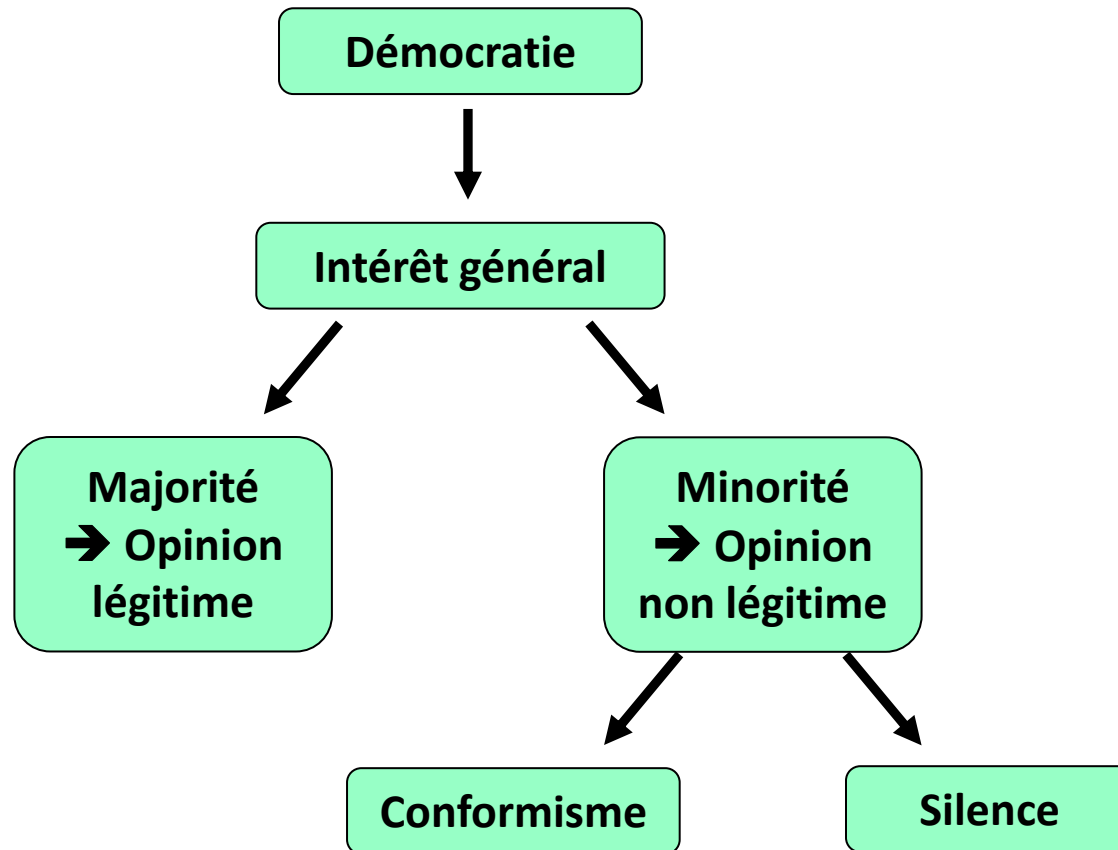 Démocratie
Intérêt général
Majorité
➔ Opinion
légitime
Minorité
➔ Opinion
non légitime
Conformisme
Silence